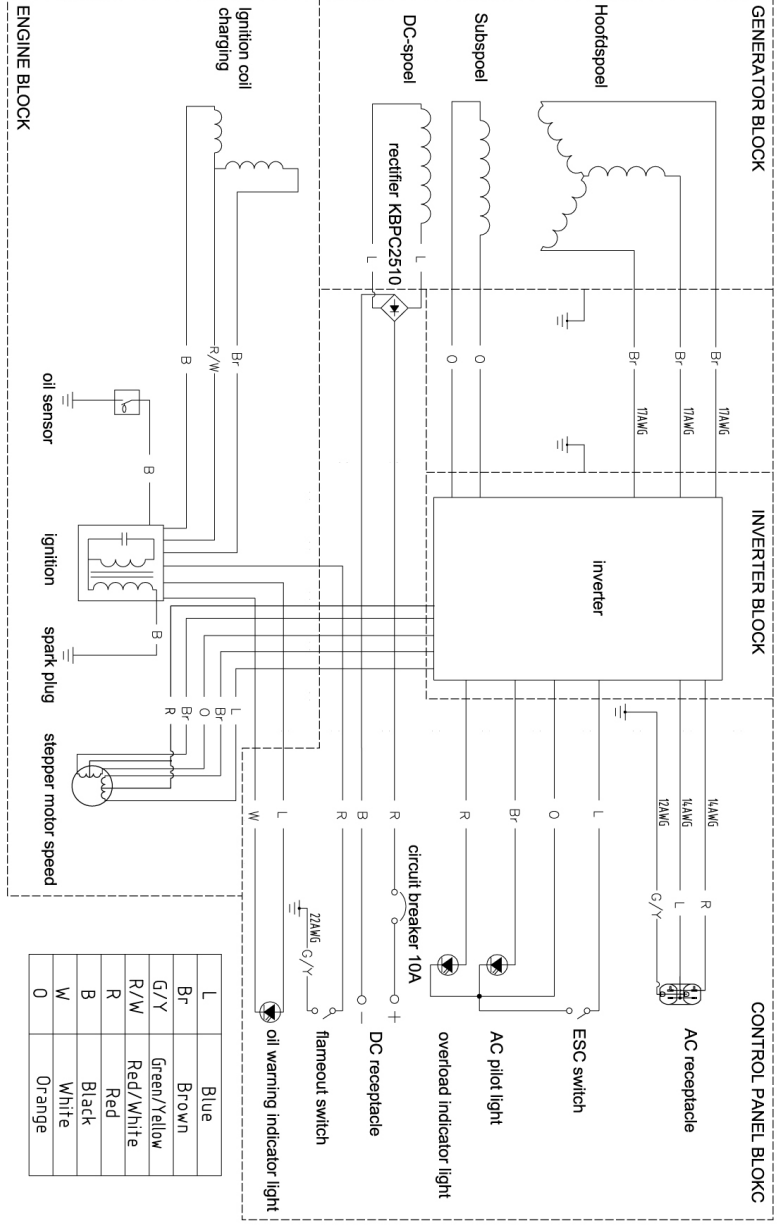 GENERATOR BLOCK
INVERTER BLOCK
CONTROL PANEL BLOKC
ENGINE BLOCK
Hoofdspoel
Subspoel
DC-spoel
rectifier KBPC2510
Ignition coil
charging
Br
17AWG
Br
17AWG
Br
17AWG
O
O
L
L
inverter
14AWG
R
14AWG
L
12AWG
G/Y
AC receptacle
L
O
ESC switch
Br
AC pilot light
R
overload indicator light
circuit breaker 10A
R
B
+
−
DC receptacle
R
22AWG
G/Y
flameout switch
L
W
oil warning indicator light
Br
R/W
B
oil sensor
B
ignition
B
spark plug
L
Br
O
Br
R
stepper motor speed
L Blue
Br Brown
G/Y Green/Yellow
R/W Red/White
R Red
B Black
W White
O Orange